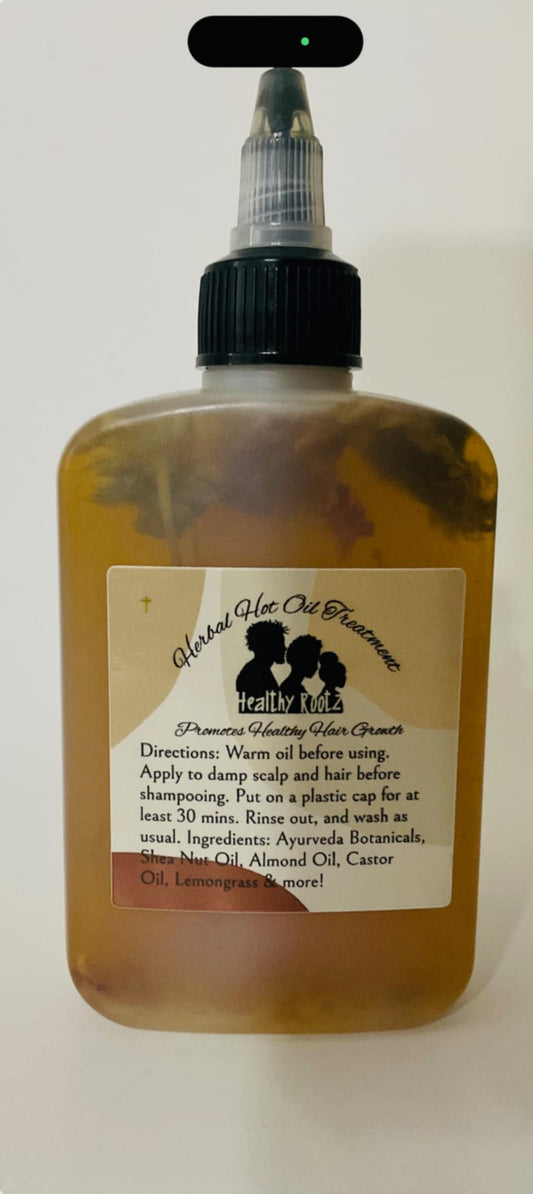 Herbal Hot Oil Treatment
Healthy Rootz
Promotes Healthy Hair Growth
Directions: Warm oil before using.
Apply to damp scalp and hair before
shampooing. Put on a plastic cap for at
least 30 mins. Rinse out, and wash as
usual. Ingredients: Ayurveda Botanicals,
Shea Nut Oil, Almond Oil, Castor
Oil, Lemongrass & more!